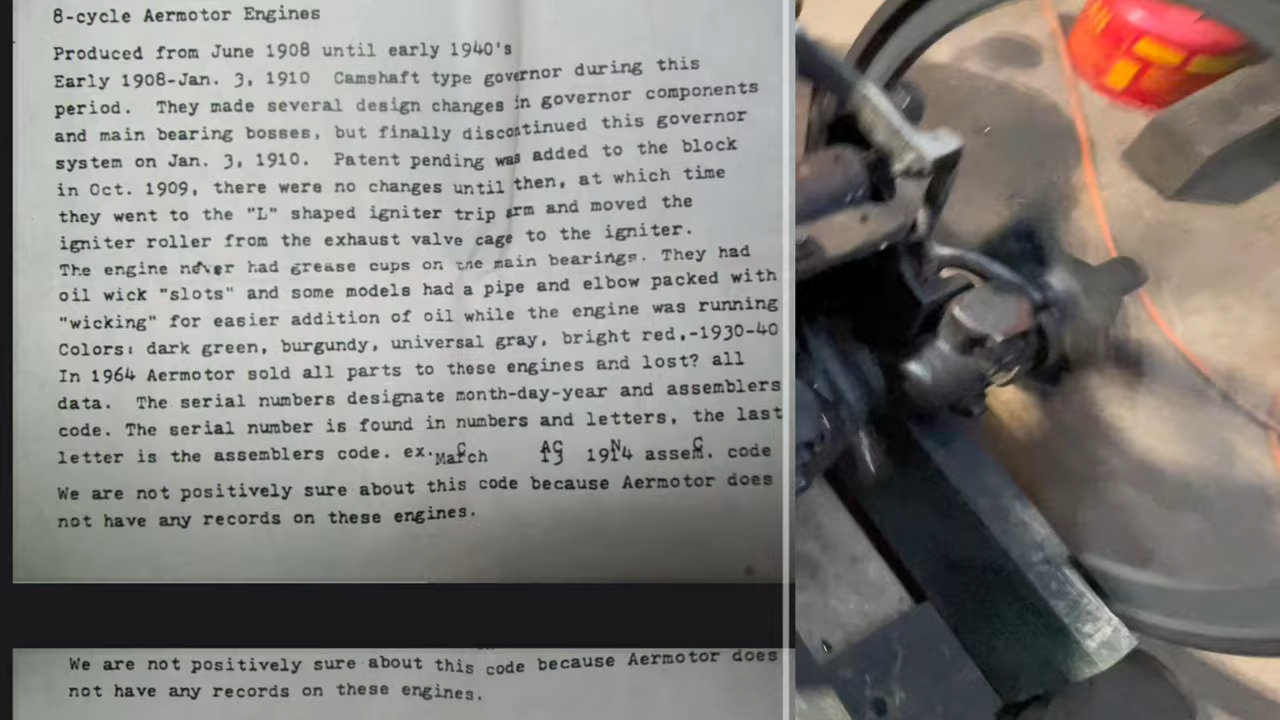 8-cycle Aermotor Engines
Produced from June 1908 until early 1940's
Early 1908-Jan. 3, 1910 Camshaft type governor during this
period. They made several design changes in governor components
and main bearing bosses, but finally discontinued this governor
system on Jan. 3, 1910. Patent pending was added to the block
in Oct. 1909, there were no changes until then, at which time
they went to the "L" shaped igniter trip arm and moved the
igniter roller from the exhaust valve cage to the igniter.
The engine never had grease cups on the main bearings. They had
oil wick "slots" and some models had a pipe and elbow packed with
"wicking" for easier addition of oil while the engine was running
Colors: dark green, burgundy, universal gray, bright red,-1930-40
In 1964 Aermotor sold all parts to these engines and lost? all
data. The serial numbers designate month-day-year and assemblers
code. The serial number is found in numbers and letters, the last
letter is the assemblers code. ex. March 19 1914 assem. code
We are not positively sure about this code because Aermotor does
not have any records on these engines.
We are not positively sure about this code because Aermotor does
not have any records on these engines.